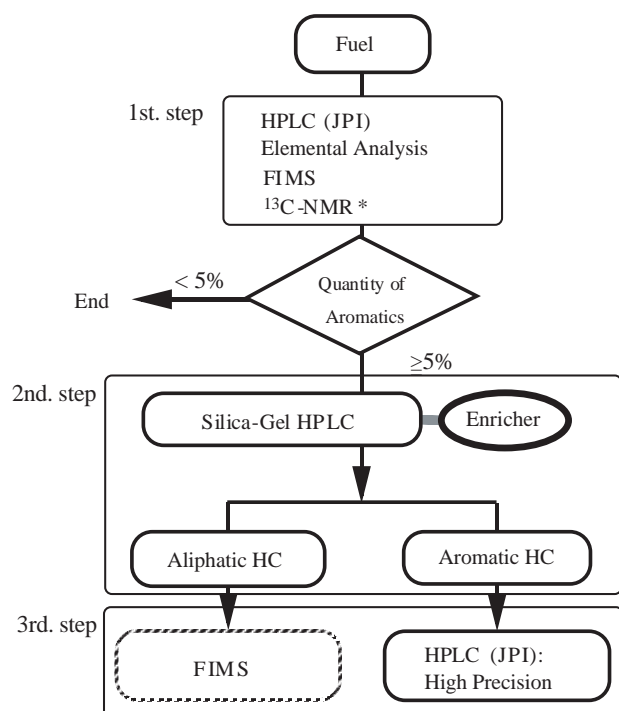 Fuel
1st. step
HPLC (JPI)
Elemental Analysis
FIMS
¹³C-NMR *
< 5%
End
Quantity of
Aromatics
≥5%
2nd. step
Silica-Gel HPLC
Enricher
Aliphatic HC
Aromatic HC
3rd. step
FIMS
HPLC (JPI):
High Precision